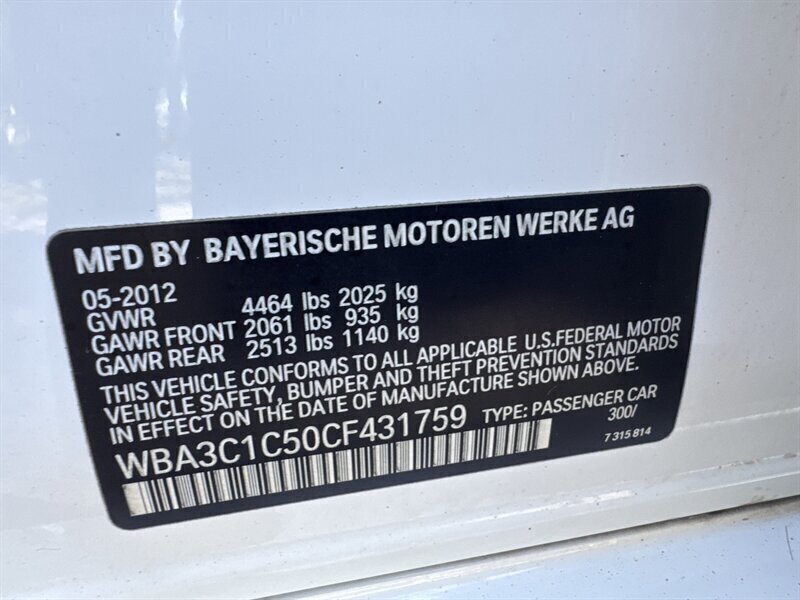 MFD BY BAYERISCHE MOTOREN WERKE AG
05-2012
GVWR 4464 lbs 2025 kg
GAWR FRONT 2061 lbs 935 kg
GAWR REAR 2513 lbs 1140 kg
THIS VEHICLE CONFORMS TO ALL APPLICABLE U.S.FEDERAL MOTOR
VEHICLE SAFETY, BUMPER AND THEFT PREVENTION STANDARDS
IN EFFECT ON THE DATE OF MANUFACTURE SHOWN ABOVE.
WBA3C1C50CF431759 TYPE: PASSENGER CAR
300/
7 315 814